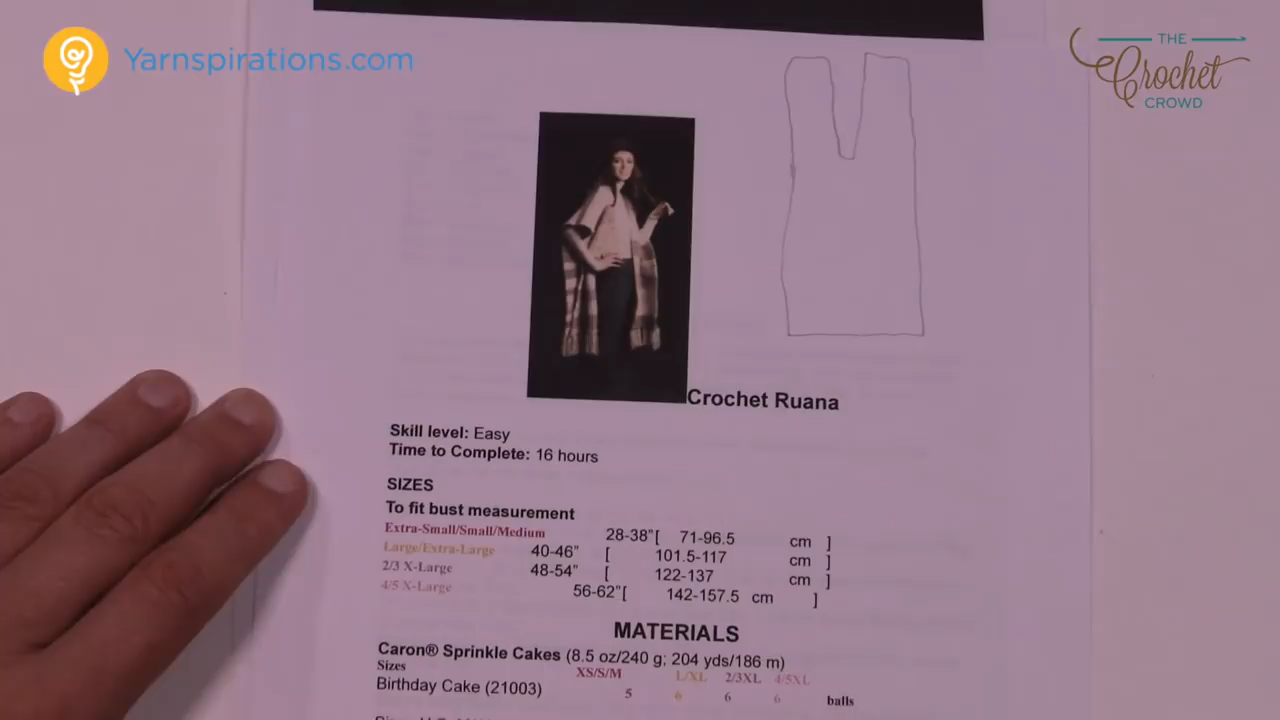 Yarnspirations.com
THE
Crochet
CROWD
Crochet Ruana
Skill level: Easy
Time to Complete: 16 hours
SIZES
To fit bust measurement
Extra-Small/Small/Medium 28-38"[ 71-96.5 cm ]
Large/Extra-Large 40-46" [ 101.5-117 cm ]
2/3 X-Large 48-54" [ 122-137 cm ]
4/5 X-Large 56-62"[ 142-157.5 cm ]
MATERIALS
Caron® Sprinkle Cakes (8.5 oz/240 g; 204 yds/186 m)
Sizes XS/S/M L/XL 2/3XL 4/5XL
Birthday Cake (21003) 5 6 6 6 balls